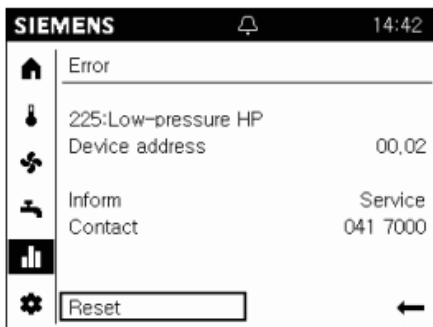 SIEMENS 14:42
Error
225:Low-pressure HP
Device address 00,02
Inform Service
Contact 041 7000
Reset